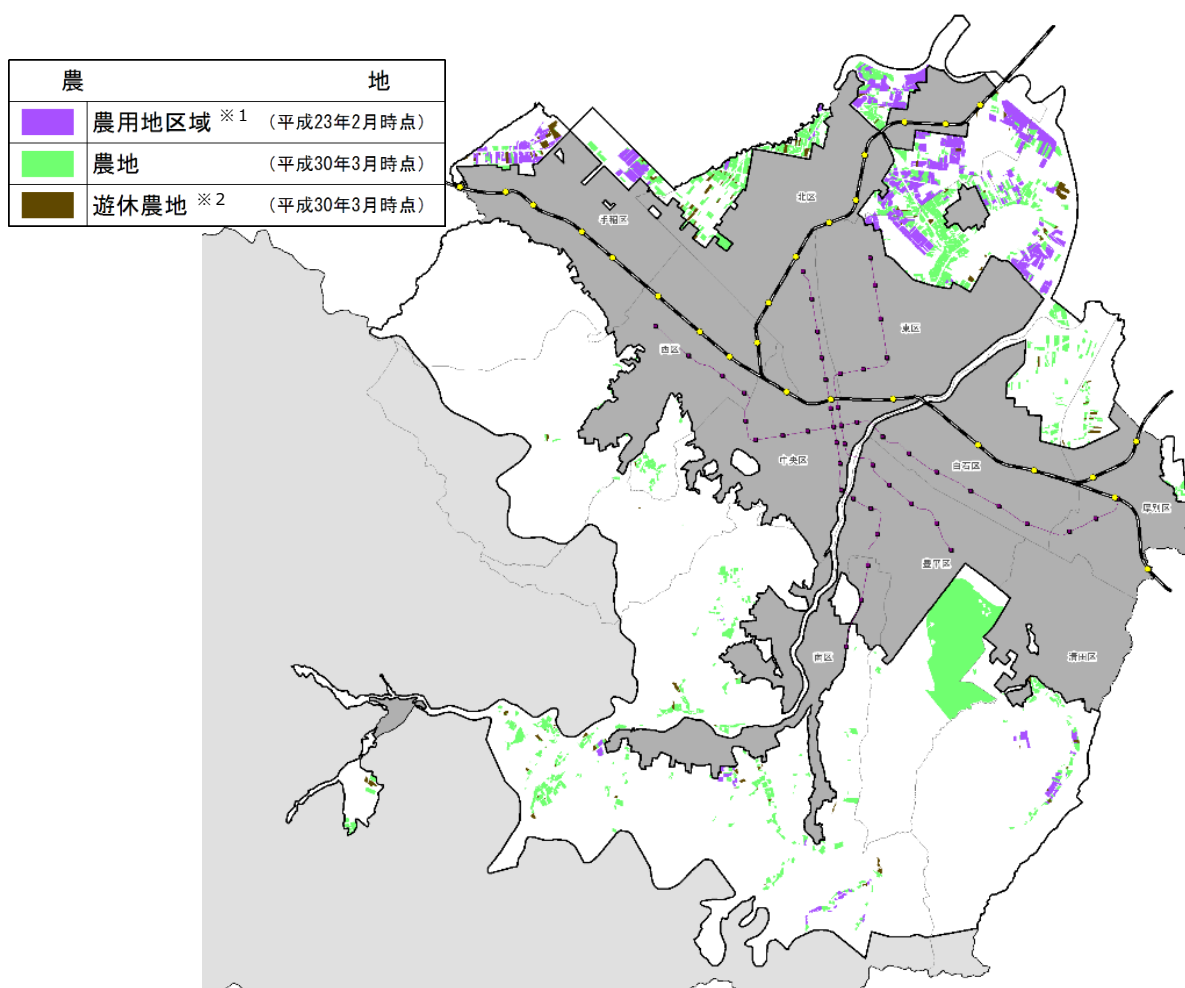 農 地
農用地区域 ※1 (平成23年2月時点)
農地 (平成30年3月時点)
遊休農地 ※2 (平成30年3月時点)
北区
手稲区
東区
西区
中央区
白石区
厚別区
豊平区
南区
清田区